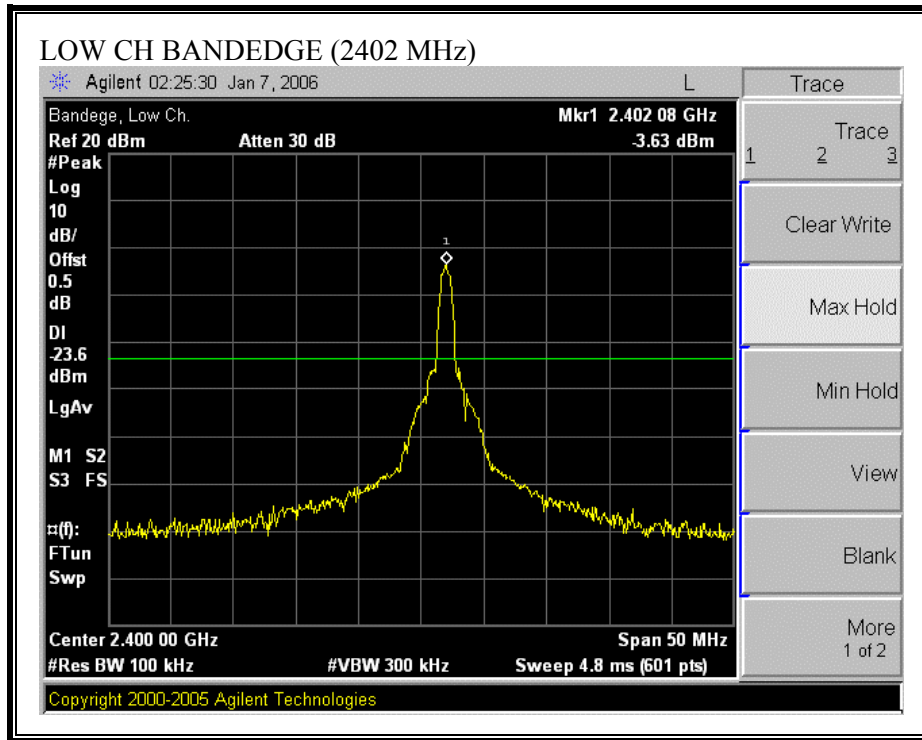 LOW CH BANDEDGE (2402 MHz)
Agilent 02:25:30 Jan 7, 2006 L Trace
Bandege, Low Ch. Mkr1 2.402 08 GHz
Ref 20 dBm Atten 30 dB -3.63 dBm
#Peak
Log
10
dB/
Offst
0.5
dB
DI
-23.6
dBm
LgAv
M1 S2
S3 FS
¤(f):
FTun
Swp
1
Center 2.400 00 GHz Span 50 MHz
#Res BW 100 kHz #VBW 300 kHz Sweep 4.8 ms (601 pts)
Copyright 2000-2005 Agilent Technologies
Trace
1 2 3
Clear Write
Max Hold
Min Hold
View
Blank
More
1 of 2